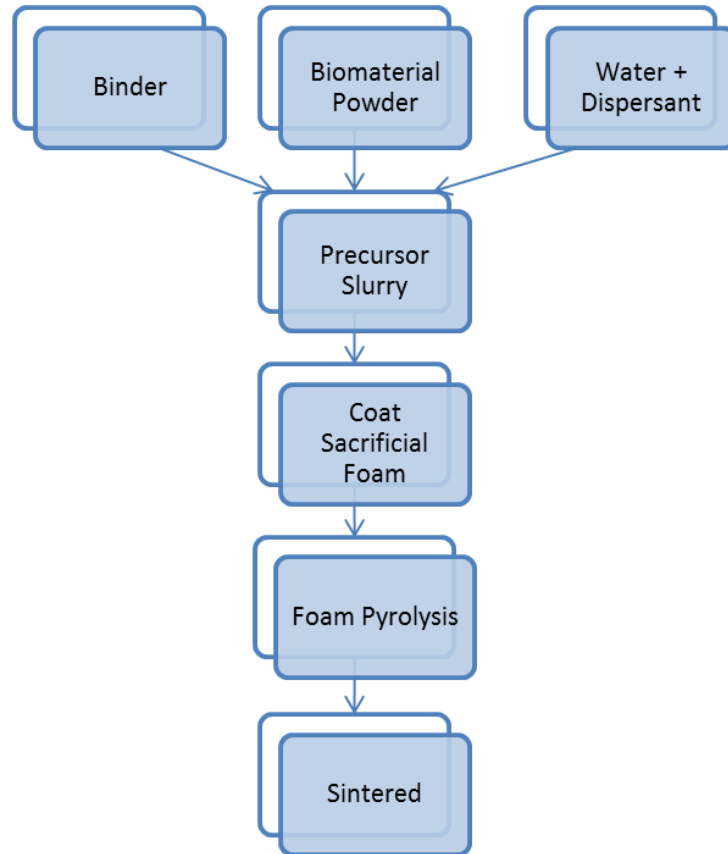 Binder
Biomaterial
Powder
Water +
Dispersant
Precursor
Slurry
Coat
Sacrificial
Foam
Foam Pyrolysis
Sintered